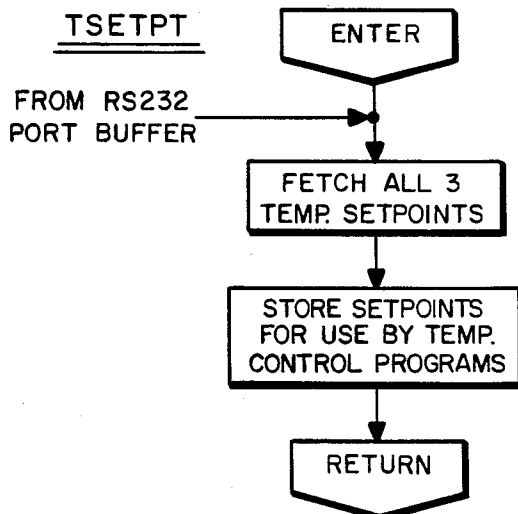 TSETPT
ENTER
FROM RS232
PORT BUFFER
FETCH ALL 3
TEMP. SETPOINTS
STORE SETPOINTS
FOR USE BY TEMP.
CONTROL PROGRAMS
RETURN